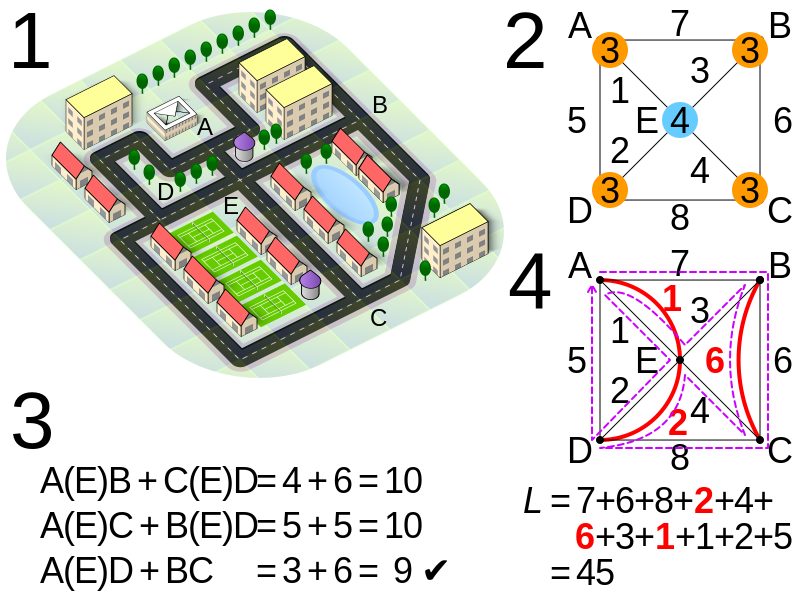 1
A
B
D
E
C
2
A
7
B
3
3
1
3
5
E
4
6
2
4
3
3
D
8
C
3
A(E)B + C(E)D= 4 + 6 = 10
A(E)C + B(E)D= 5 + 5 = 10
A(E)D + BC = 3 + 6 = 9 ✔
4
A
7
B
1
3
1
5
E
6
6
2
2
4
D
8
C
L = 7+6+8+2+4+
6+3+1+1+2+5
= 45